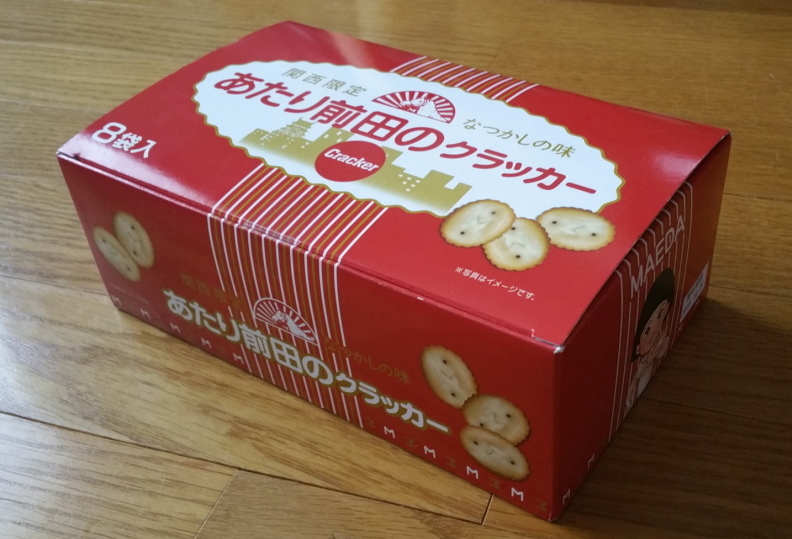 関西限定
あたり前田のクラッカー
なつかしの味
Cracker
8袋入
※写真はイメージです。
関西限定
あたり前田のクラッカー
なつかしの味
M M M M M M M M M M
MAEDA